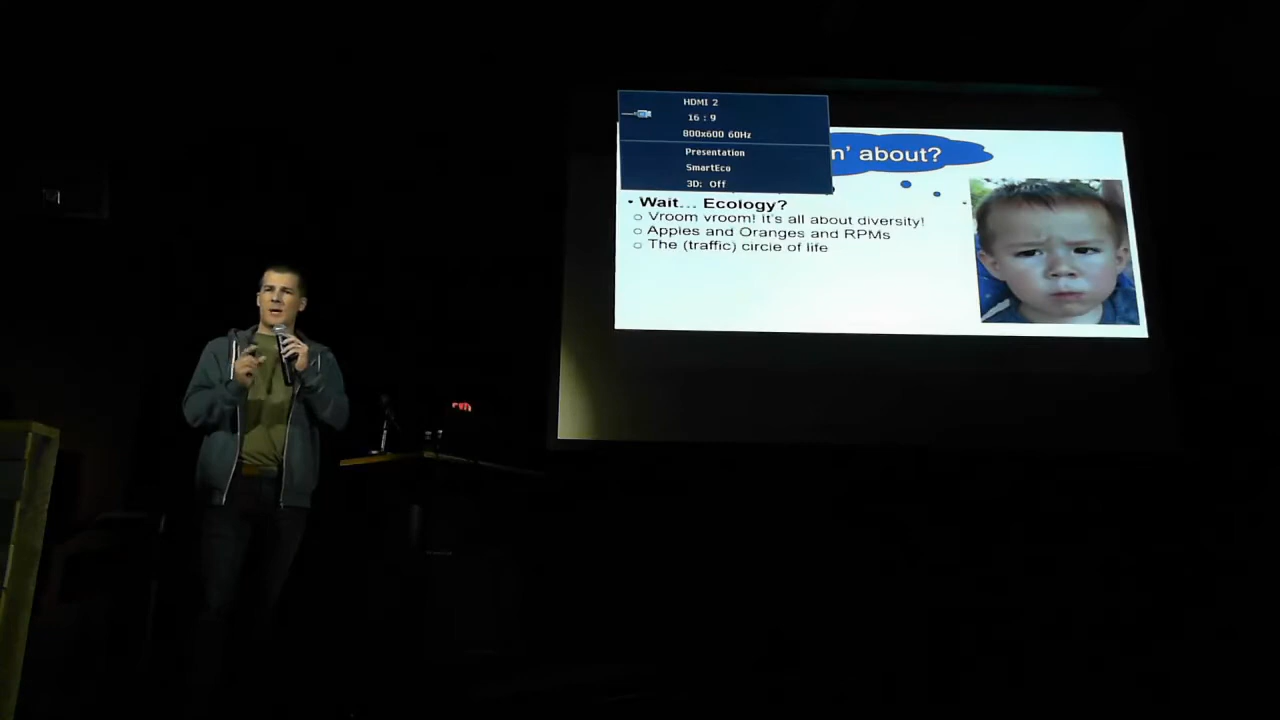 HDMI 2
16 : 9
800x600 60Hz
Presentation
SmartEco
3D: Off
n' about?
• Wait... Ecology?
o Vroom vroom! It's all about diversity!
o Apples and Oranges and RPMs
o The (traffic) circle of life